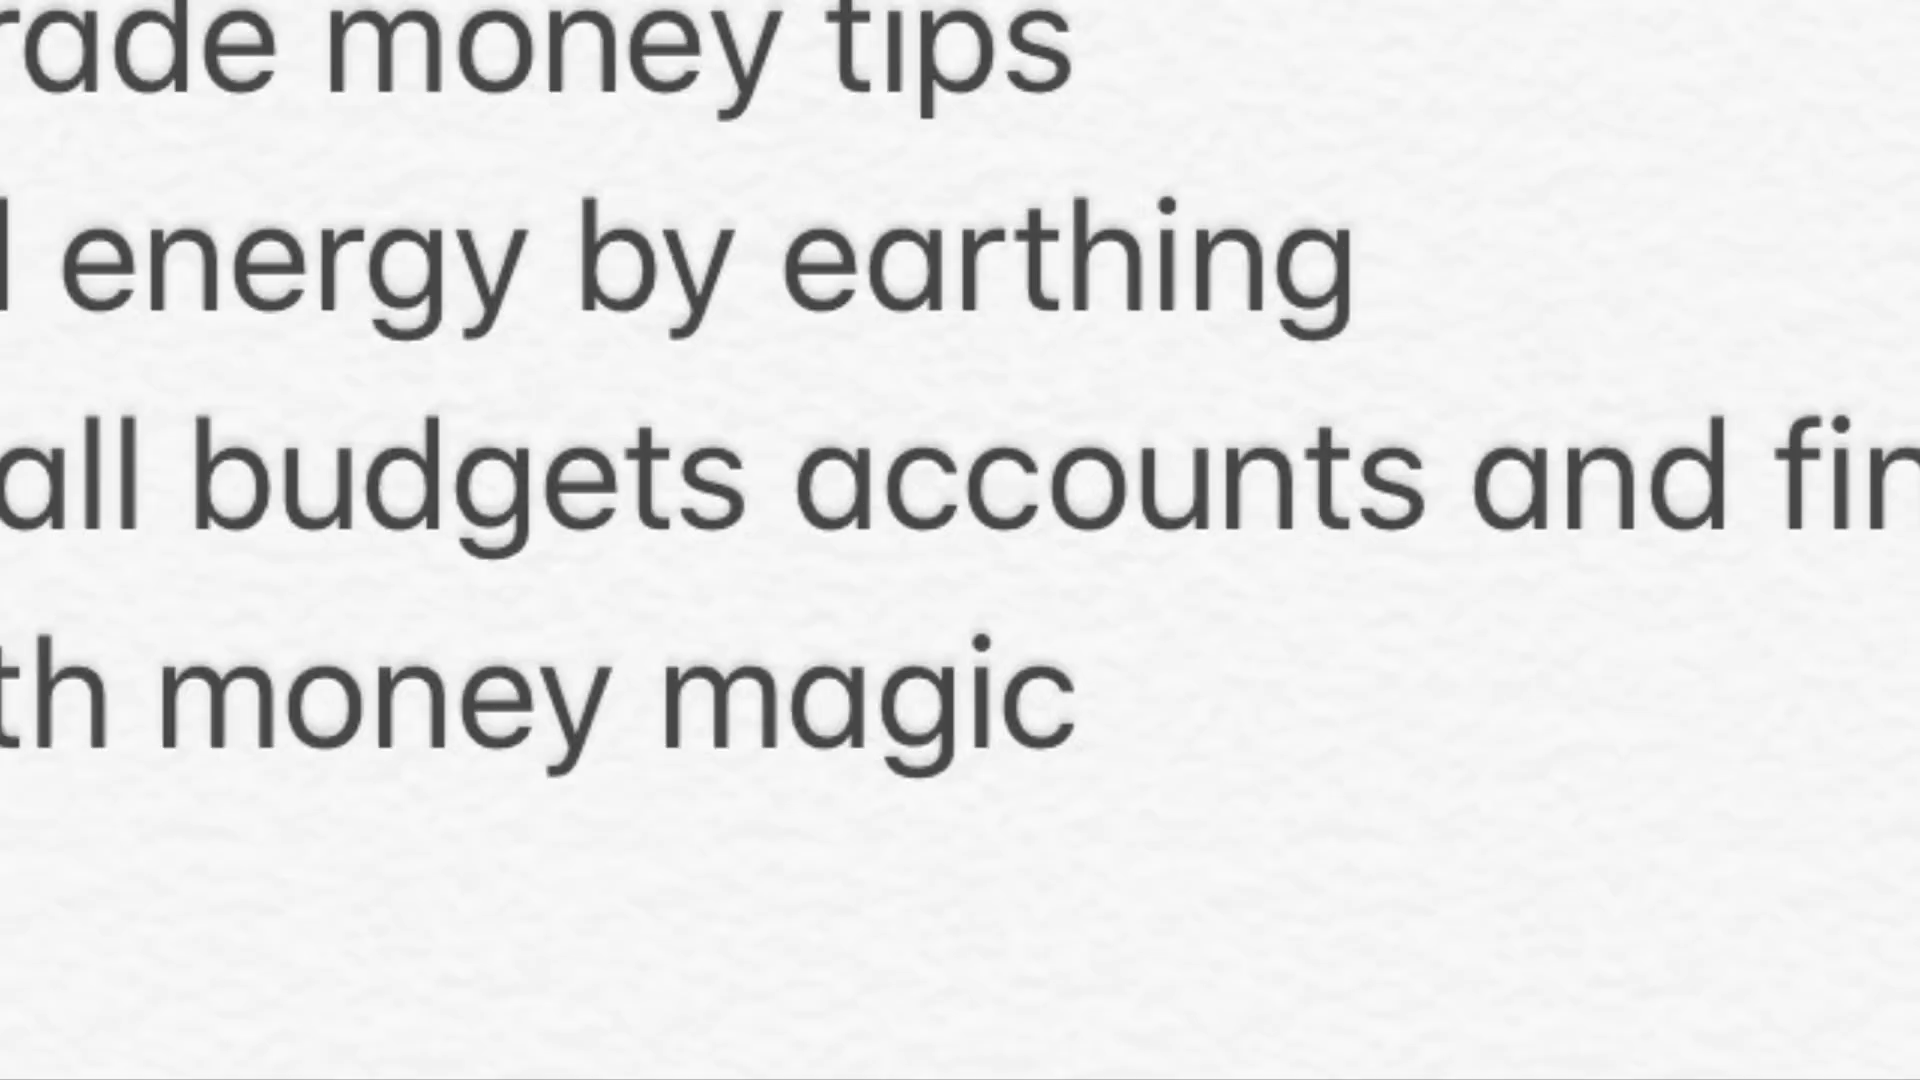 rade money tips
energy by earthing
all budgets accounts and fin
th money magic